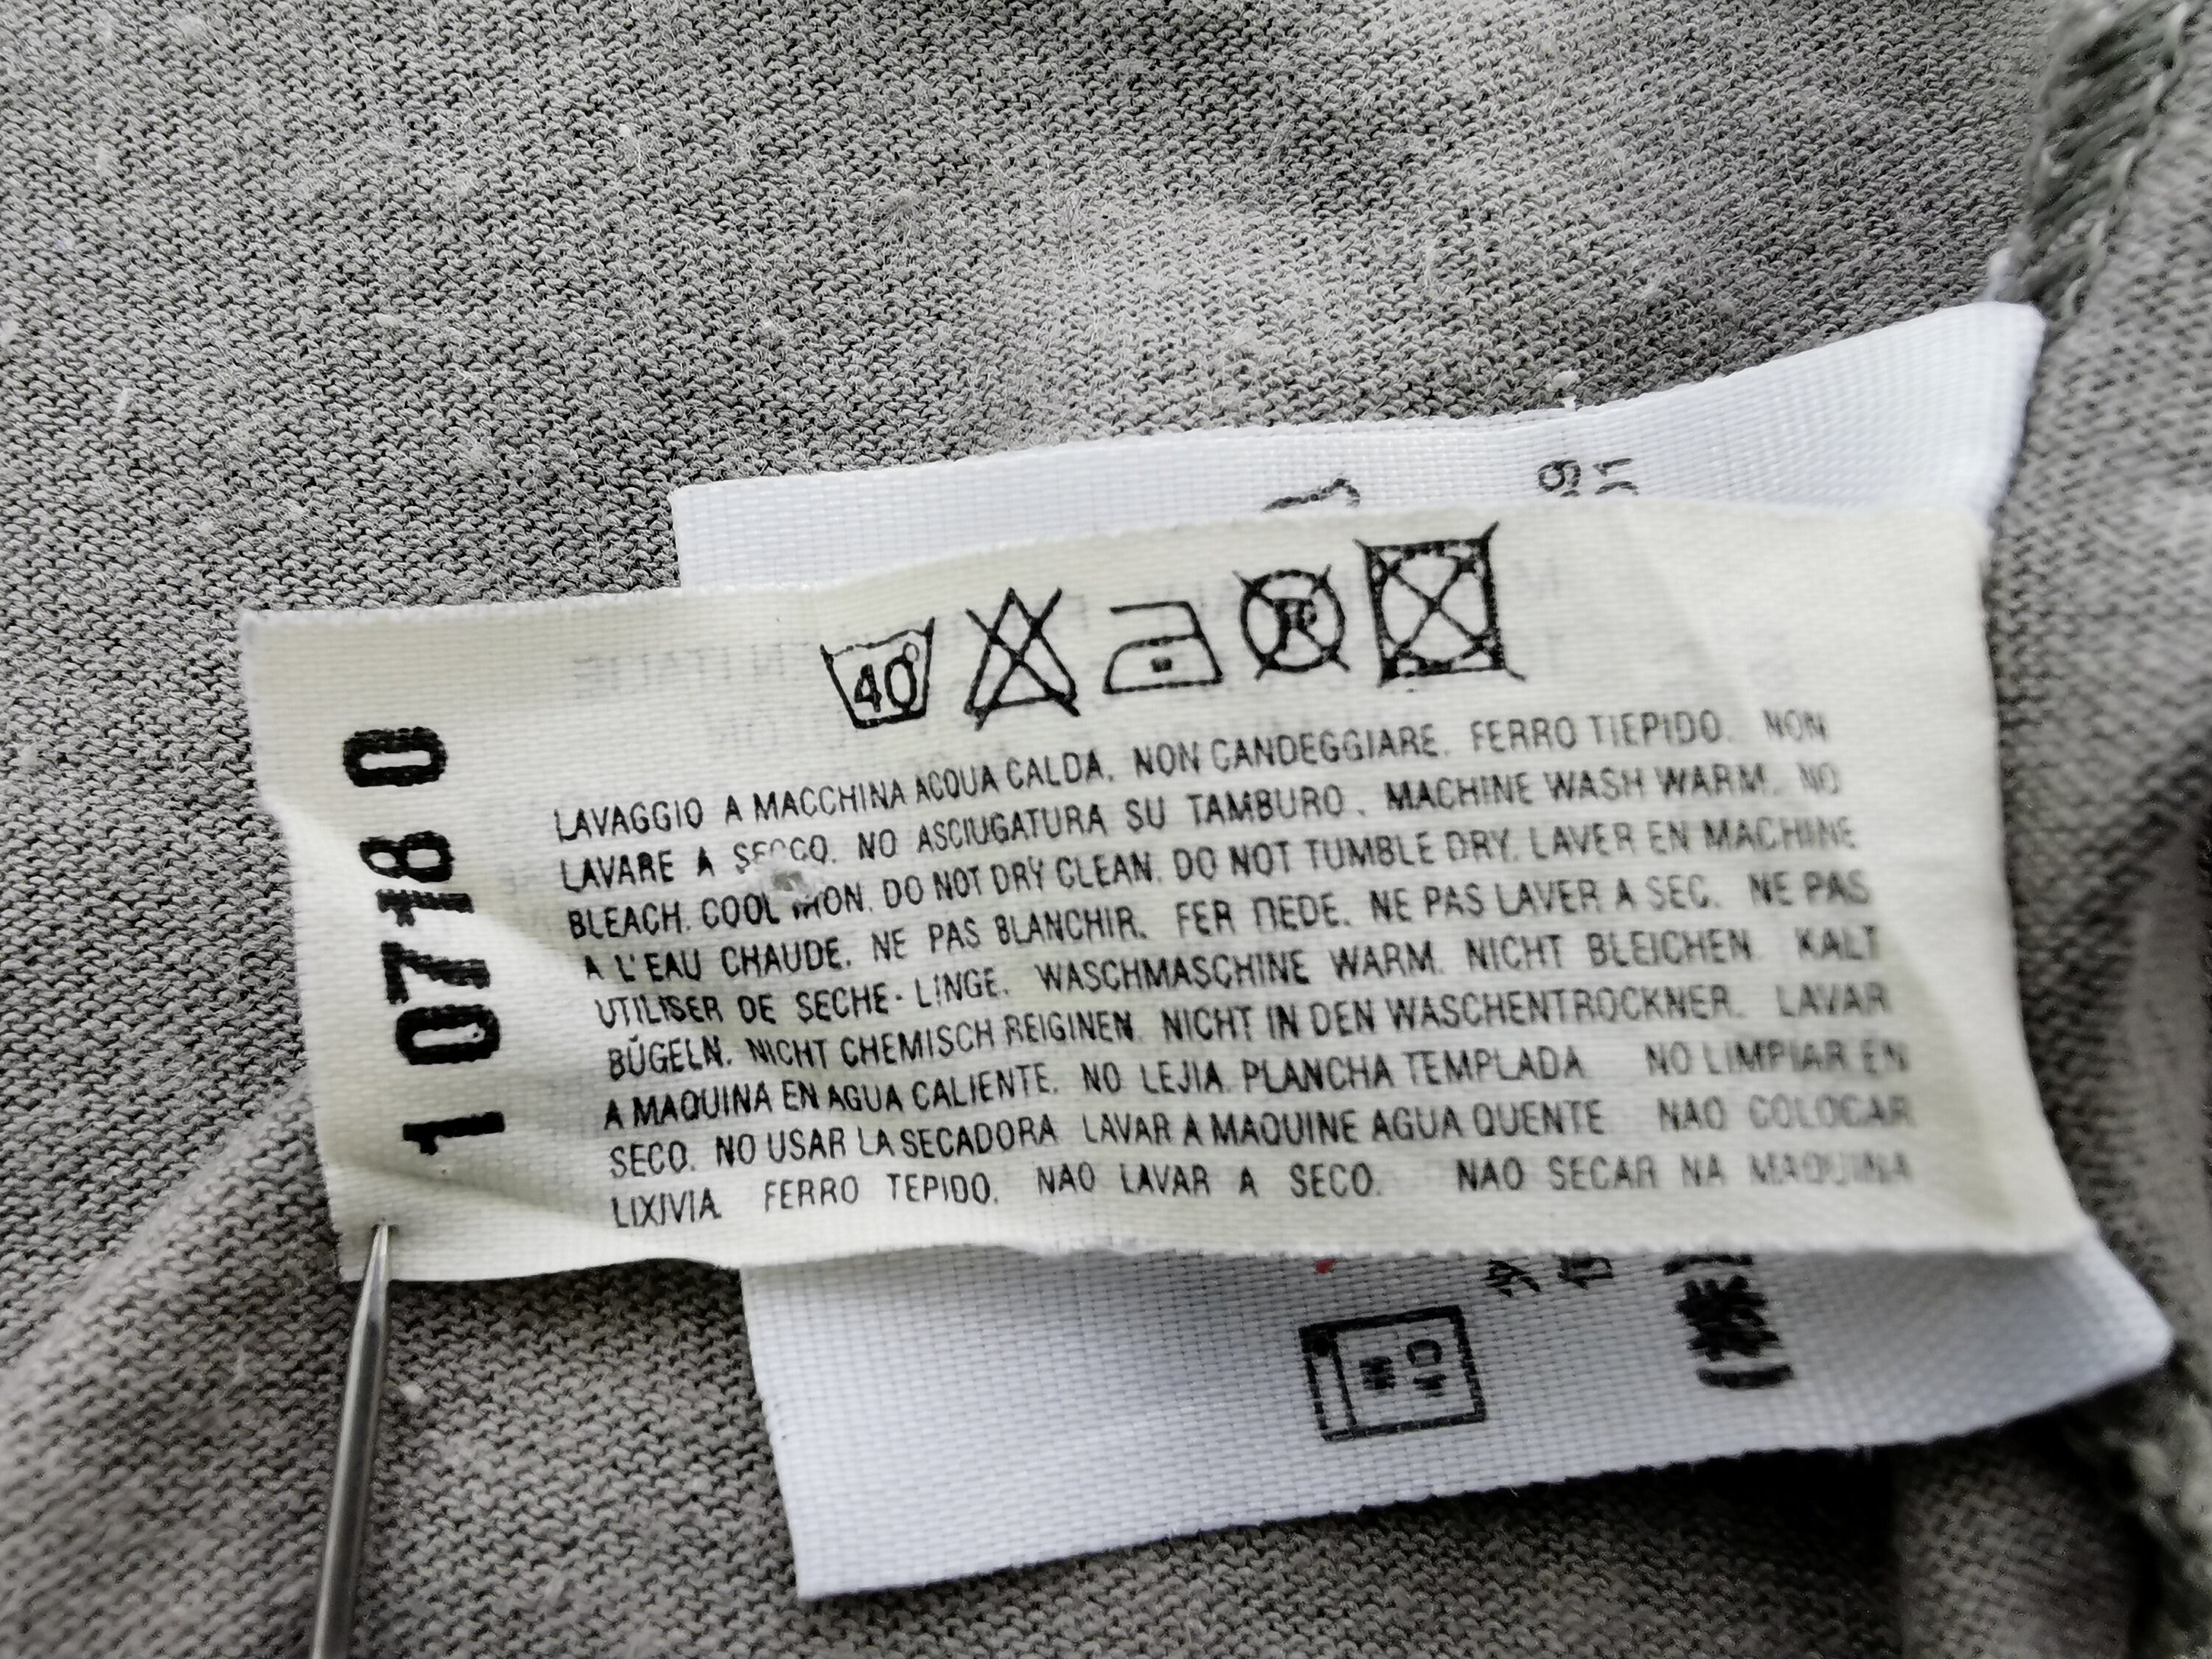 40°
LAVAGGIO A MACCHINA ACQUA CALDA. NON CANDEGGIARE. FERRO TIEPIDO. NON
LAVARE A SECCO. NO ASCIUGATURA SU TAMBURO. MACHINE WASH WARM. NO
BLEACH. COOL IRON. DO NOT DRY CLEAN. DO NOT TUMBLE DRY. LAVER EN MACHINE
A L'EAU CHAUDE. NE PAS BLANCHIR. FER TIEDE. NE PAS LAVER A SEC. NE PAS
UTILISER DE SECHE-LINGE. WASCHMASCHINE WARM. NICHT BLEICHEN. KALT
BÜGELN. NICHT CHEMISCH REIGINEN. NICHT IN DEN WASCHENTROCKNER. LAVAR
A MAQUINA EN AGUA CALIENTE. NO LEJIA. PLANCHA TEMPLADA NO LIMPIAR EN
SECO. NO USAR LA SECADORA LAVAR A MAQUINE AGUA QUENTE NAO COLOCAR
LIXIVIA. FERRO TEPIDO. NAO LAVAR A SECO. NAO SECAR NA MAQUINA
1 0718 0